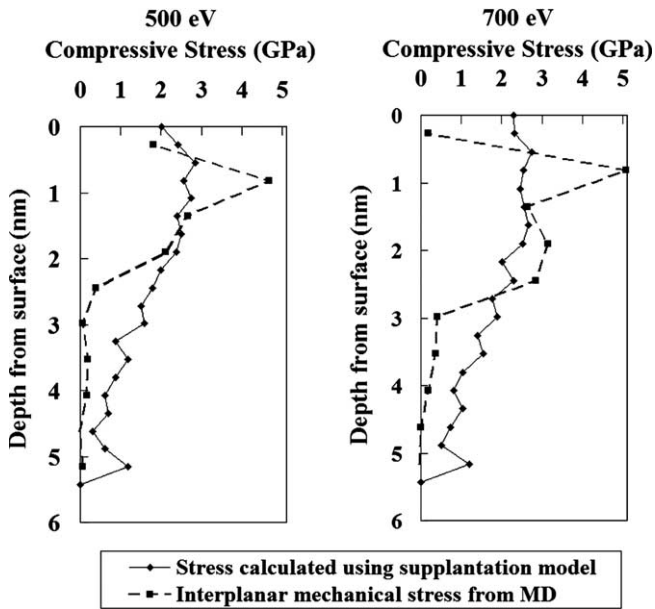 500 eV
Compressive Stress (GPa)
0 1 2 3 4 5
Depth from surface (nm)
0
1
2
3
4
5
6
700 eV
Compressive Stress (GPa)
0 1 2 3 4 5
Depth from surface (nm)
0
1
2
3
4
5
6
Stress calculated using supplantation model
Interplanar mechanical stress from MD